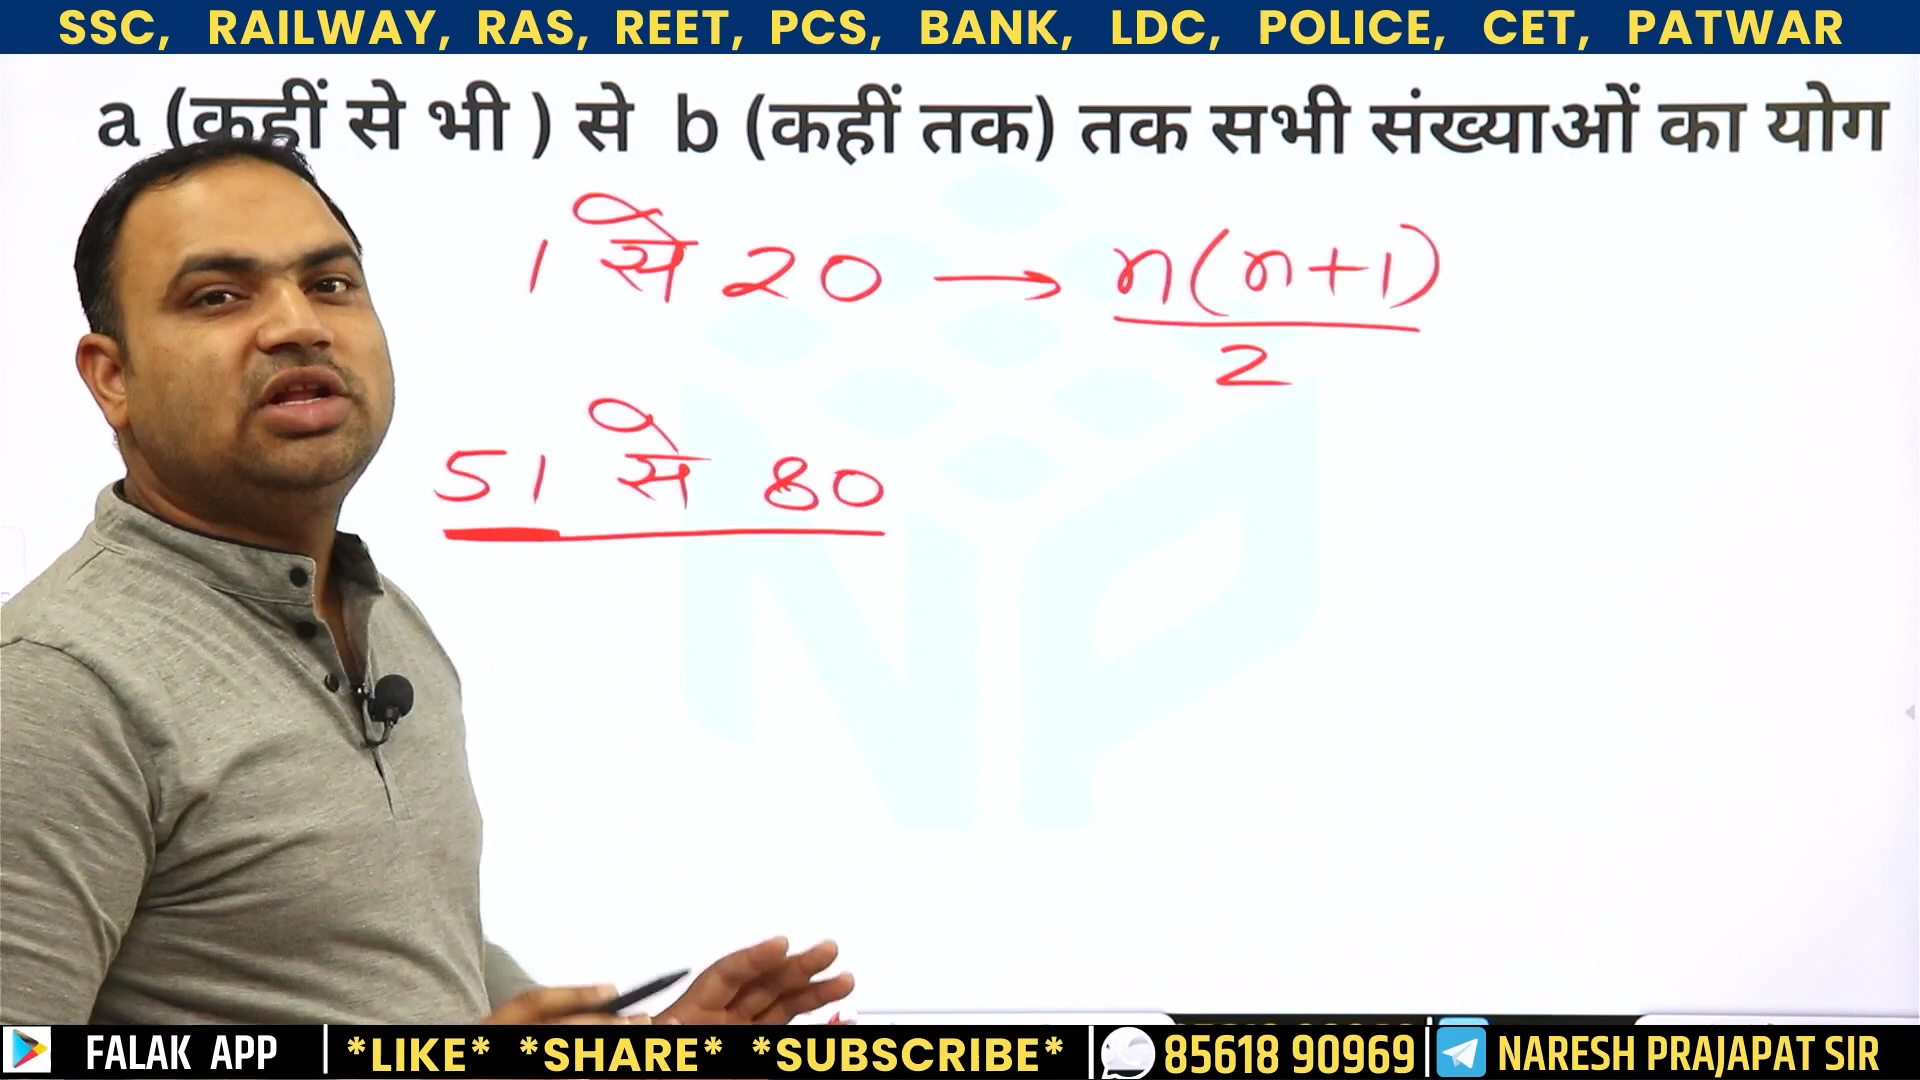 SSC, RAILWAY, RAS, REET, PCS, BANK, LDC, POLICE, CET, PATWAR
a (कहीं से भी ) से b (कहीं तक) तक सभी संख्याओं का योग
1 से 20 → n(n+1)
2
51 से 80
NP
FALAK APP *LIKE* *SHARE* *SUBSCRIBE* 85618 90969 NARESH PRAJAPAT SIR